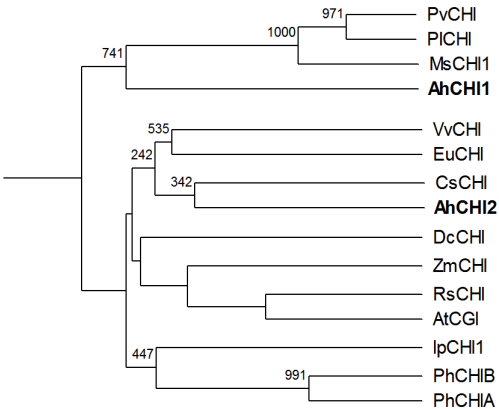 971 PvCHI
1000 PlCHI
741 MsCHI1
AhCHI1
535 VvCHI
242 EuCHI
342 CsCHI
AhCHI2
DcCHI
ZmCHI
RsCHI
AtCGI
447 IpCHI1
991 PhCHIB
PhCHIA